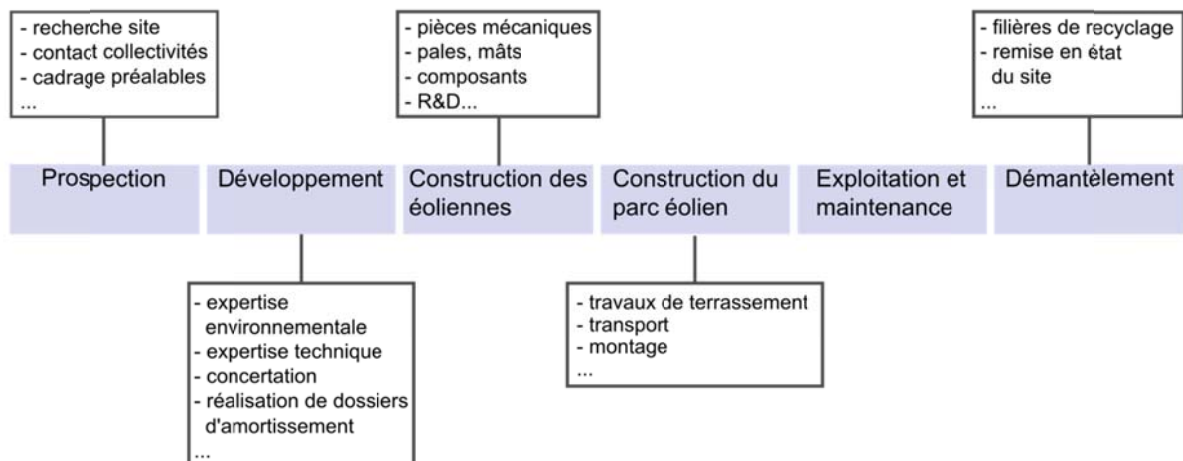 - recherche site
- contact collectivités
- cadrage préalables
...
- pièces mécaniques
- pales, mâts
- composants
- R&D...
- filières de recyclage
- remise en état
du site
...
Prospection
Développement
Construction des
éoliennes
Construction du
parc éolien
Exploitation et
maintenance
Démantèlement
- expertise
environnementale
- expertise technique
- concertation
- réalisation de dossiers
d'amortissement
...
- travaux de terrassement
- transport
- montage
...